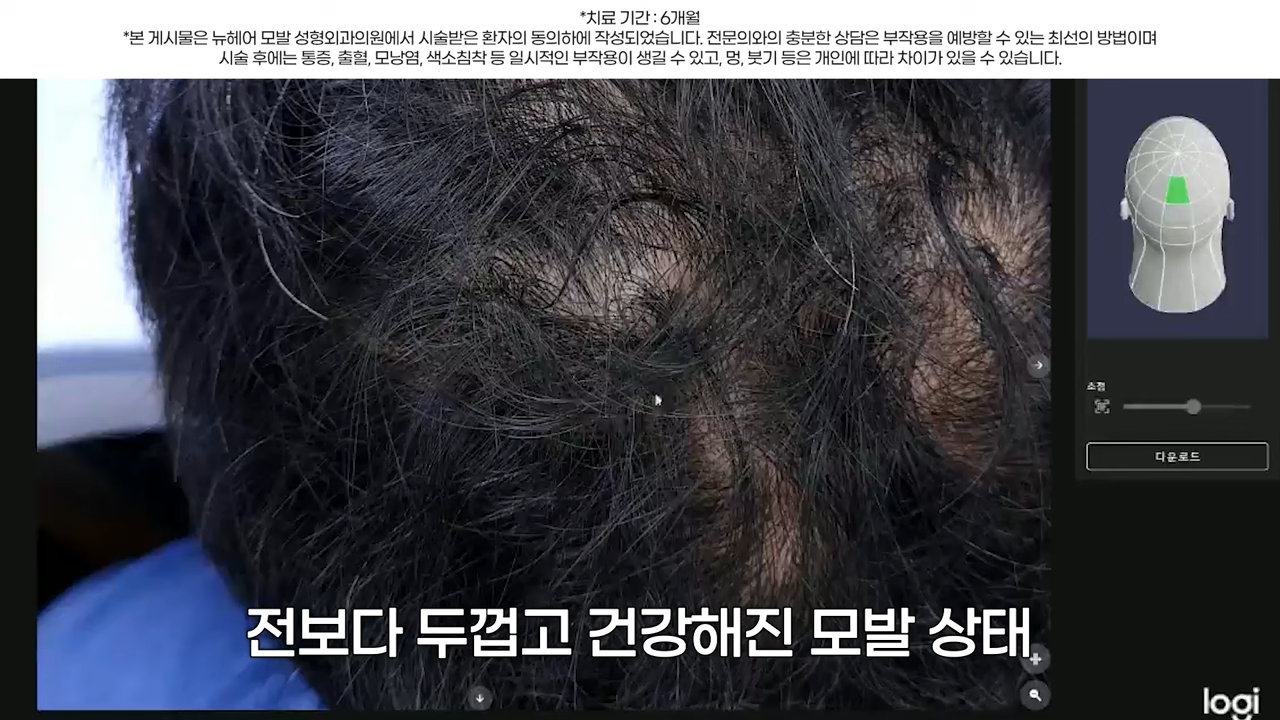 *치료 기간 : 6개월
*본 게시물은 뉴헤어 모발 성형외과의원에서 시술받은 환자의 동의하에 작성되었습니다. 전문의와의 충분한 상담은 부작용을 예방할 수 있는 최선의 방법이며
시술 후에는 통증, 출혈, 모낭염, 색소침착 등 일시적인 부작용이 생길 수 있고, 멍, 붓기 등은 개인에 따라 차이가 있을 수 있습니다.
초점
다운로드
전보다 두껍고 건강해진 모발 상태
logi